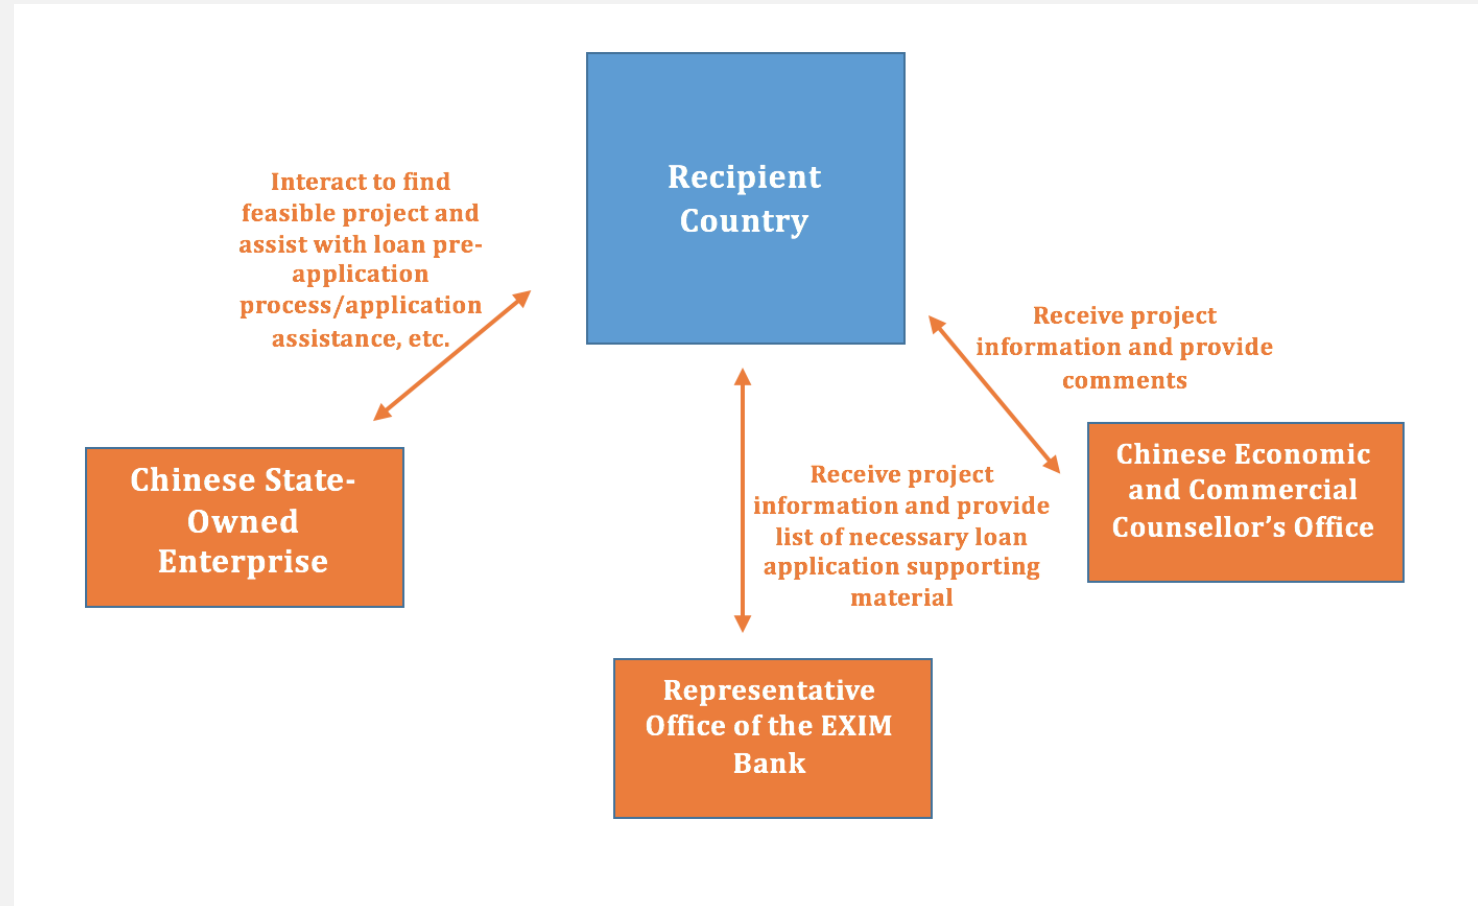 Recipient
Country
Interact to find
feasible project and
assist with loan pre-
application
process/application
assistance, etc.
Receive project
information and provide
comments
Chinese State-
Owned
Enterprise
Receive project
information and provide
list of necessary loan
application supporting
material
Chinese Economic
and Commercial
Counsellor’s Office
Representative
Office of the EXIM
Bank